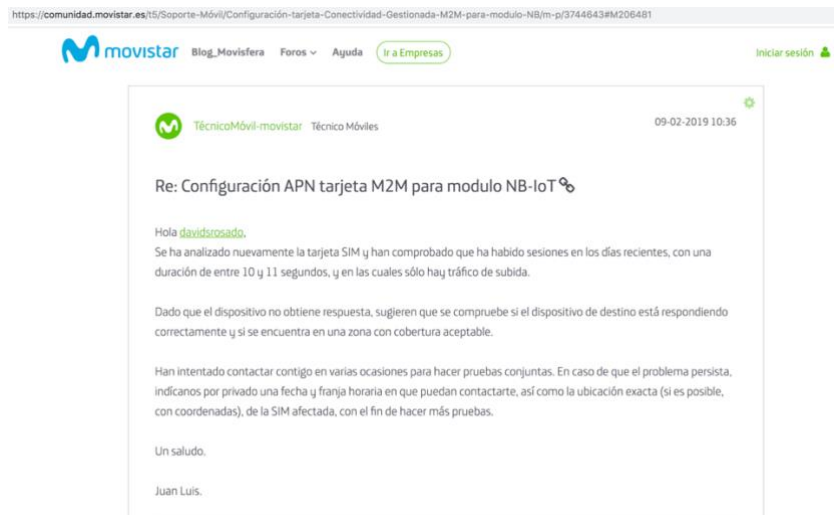 https://comunidad.movistar.es/t5/Soporte-Móvil/Configuración-tarjeta-Conectividad-Gestionada-M2M-para-modulo-NB/m-p/3744643#M206481
movistar Blog_Movisfera Foros Ayuda Ir a Empresas Iniciar sesión
TécnicoMóvil-movistar Técnico Móviles 09-02-2019 10:36
Re: Configuración APN tarjeta M2M para modulo NB-IoT
Hola davidsrosado,
Se ha analizado nuevamente la tarjeta SIM y han comprobado que ha habido sesiones en los días recientes, con una
duración de entre 10 y 11 segundos, y en las cuales sólo hay tráfico de subida.
Dado que el dispositivo no obtiene respuesta, sugieren que se compruebe si el dispositivo de destino está respondiendo
correctamente y si se encuentra en una zona con cobertura aceptable.
Han intentado contactar contigo en varias ocasiones para hacer pruebas conjuntas. En caso de que el problema persista,
indícanos por privado una fecha y franja horaria en que puedan contactarte, así como la ubicación exacta (si es posible,
con coordenadas), de la SIM afectada, con el fin de hacer más pruebas.
Un saludo.
Juan Luis.